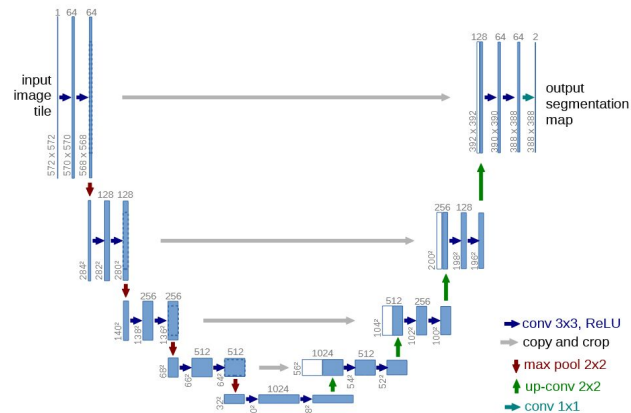 1 64 64
128 64 64 2
input
image
tile
output
segmentation
map
572 x 572
570 x 570
568 x 568
392 x 392
390 x 390
388 x 388
388 x 388
128 128
256 128
284²
282²
280²
200²
198²
196²
256 256
512 256
140²
138²
136²
104²
102²
100²
512 512
1024 512
68²
66²
64²
56²
54²
52²
1024
32²
0²
8²
conv 3x3, ReLU
copy and crop
max pool 2x2
up-conv 2x2
conv 1x1